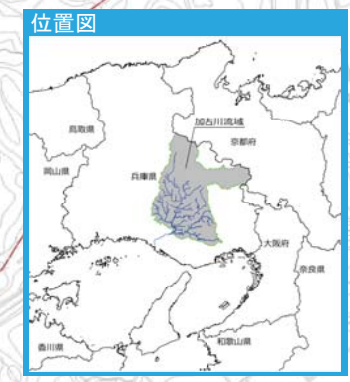 位置図
加古川流域
鳥取県
京都府
岡山県
兵庫県
大阪府
奈良県
香川県
和歌山県